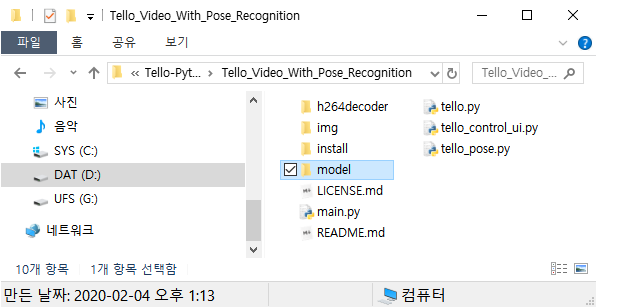 Tello_Video_With_Pose_Recognition
파일 홈 공유 보기
« Tello-Pyt... > Tello_Video_With_Pose_Recognition Tello_Video_...
사진
음악
SYS (C:)
DAT (D:)
UFS (G:)
네트워크
h264decoder
img
install
model
LICENSE.md
main.py
README.md
tello.py
tello_control_ui.py
tello_pose.py
10개 항목 1개 항목 선택함
만든 날짜: 2020-02-04 오후 1:13 컴퓨터